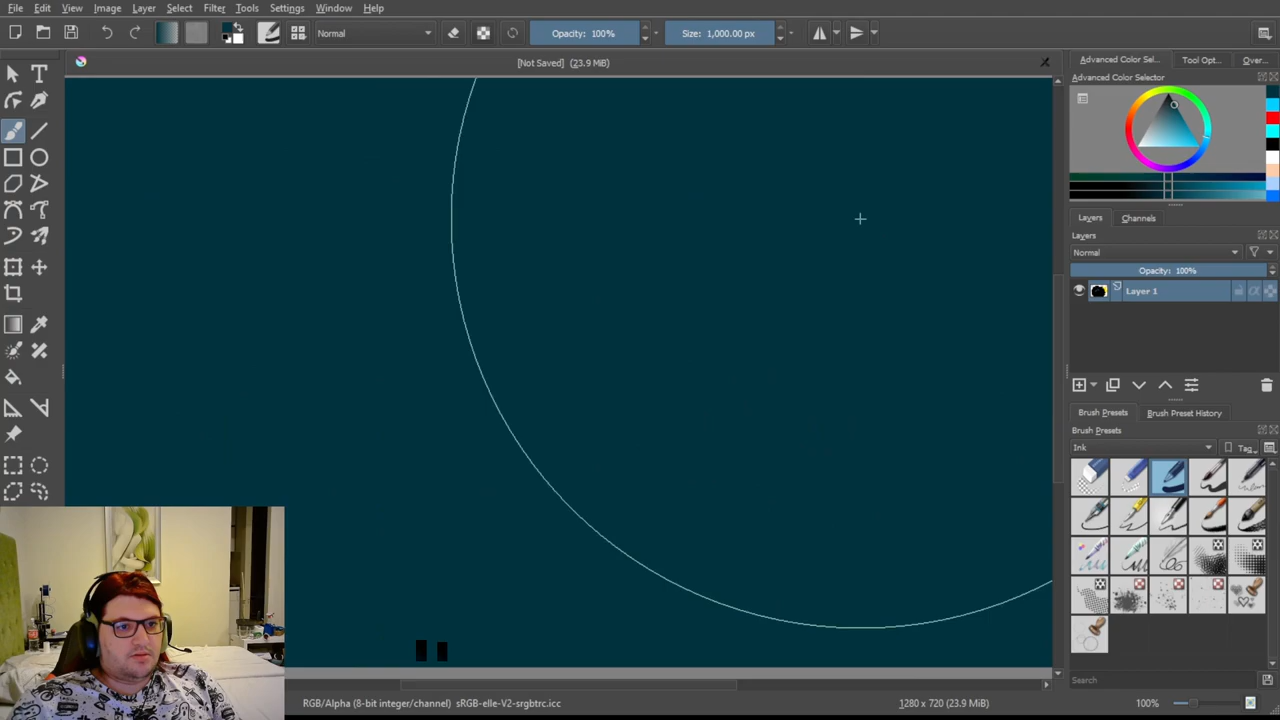 File Edit View Image Layer Select Filter Tools Settings Window Help
Normal Opacity: 100% Size: 1,000.00 px
[Not Saved] (23.9 MiB)
Advanced Color Sel... Tool Opt... Over...
Advanced Color Selector
Layers Channels
Layers
Normal
Opacity: 100%
Layer 1
Brush Presets Brush Preset History
Brush Presets
Ink Tag
Search
RGB/Alpha (8-bit integer/channel) sRGB-elle-V2-srgbtrc.icc 1280 x 720 (23.9 MiB) 100%